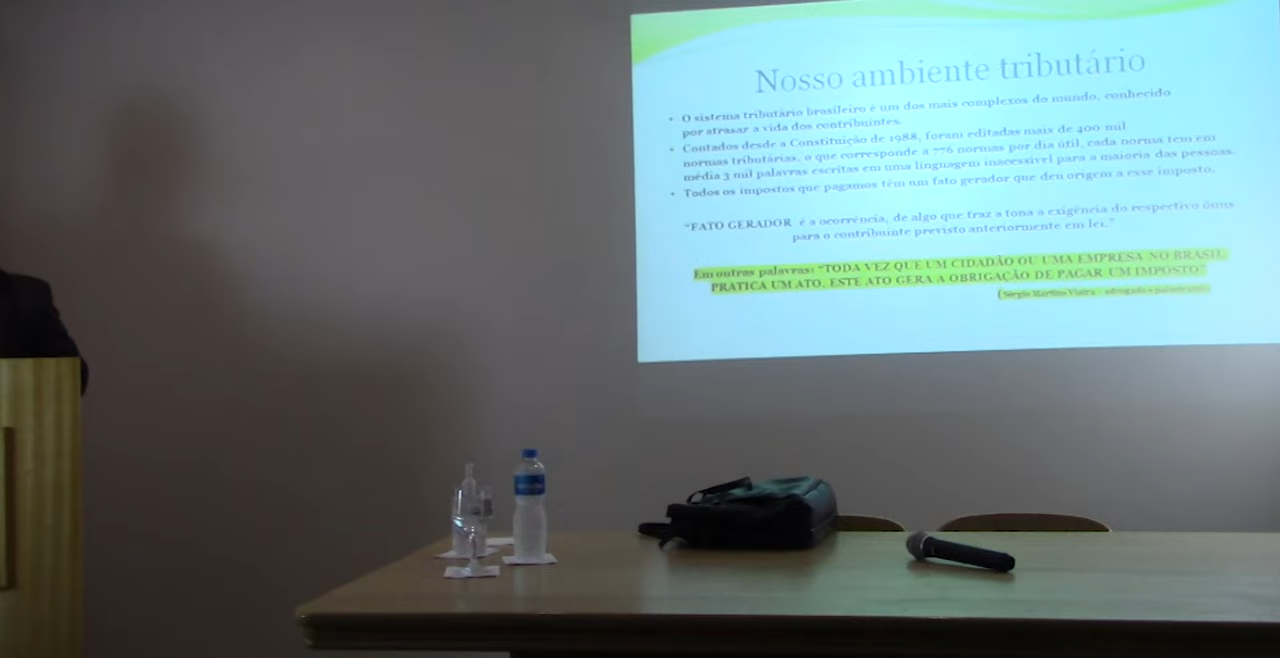 Nosso ambiente tributário
• O sistema tributário brasileiro é um dos mais complexos do mundo, conhecido
por atrasar a vida dos contribuintes.
• Contados desde a Constituição de 1988, foram editadas mais de 400 mil
normas tributárias, o que corresponde a 776 normas por dia útil, cada norma tem em
média 3 mil palavras escritas em uma linguagem inacessível para a maioria das pessoas.
• Todos os impostos que pagamos têm um fato gerador que deu origem a esse imposto.
"FATO GERADOR é a ocorrência, de algo que traz a tona a exigência do respectivo ônus
para o contribuinte previsto anteriormente em lei."
Em outras palavras: "TODA VEZ QUE UM CIDADÃO OU UMA EMPRESA NO BRASIL
PRATICA UM ATO, ESTE ATO GERA A OBRIGAÇÃO DE PAGAR UM IMPOSTO"
(Sérgio Martins Vieira - advogado e palestrante)